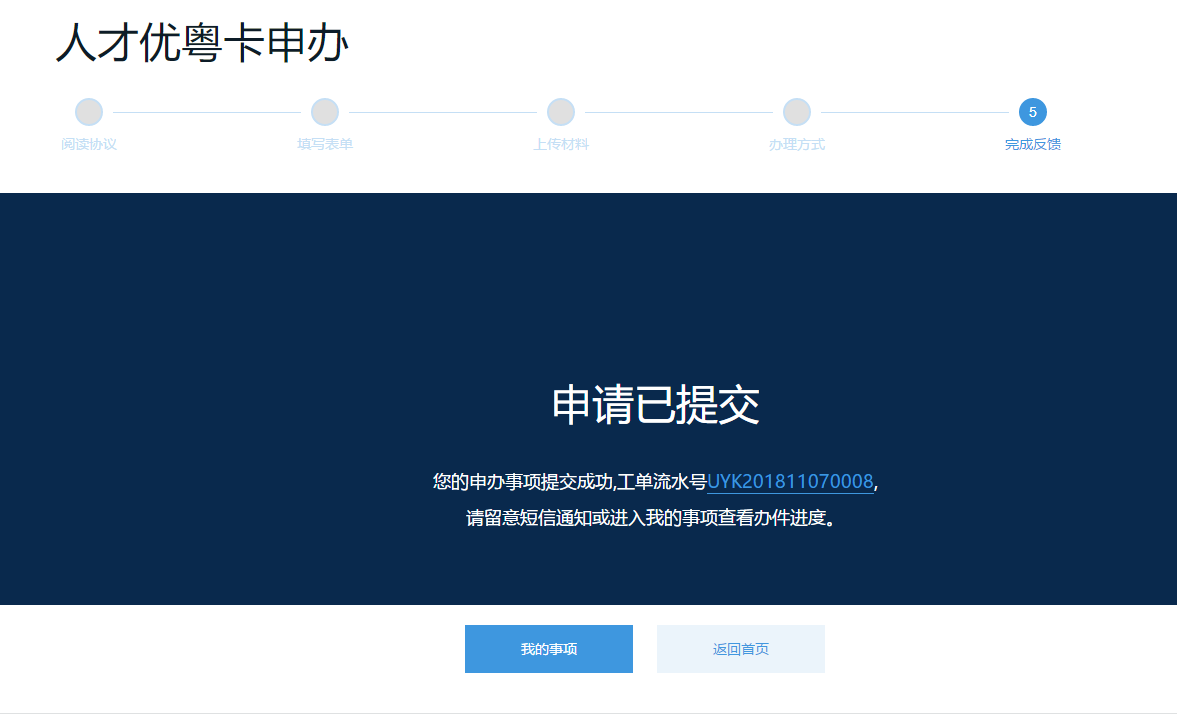 人才优粤卡申办
5
阅读协议 填写表单 上传材料 办理方式 完成反馈
申请已提交
您的申办事项提交成功,工单流水号UYK201811070008,
请留意短信通知或进入我的事项查看办件进度。
我的事项 返回首页